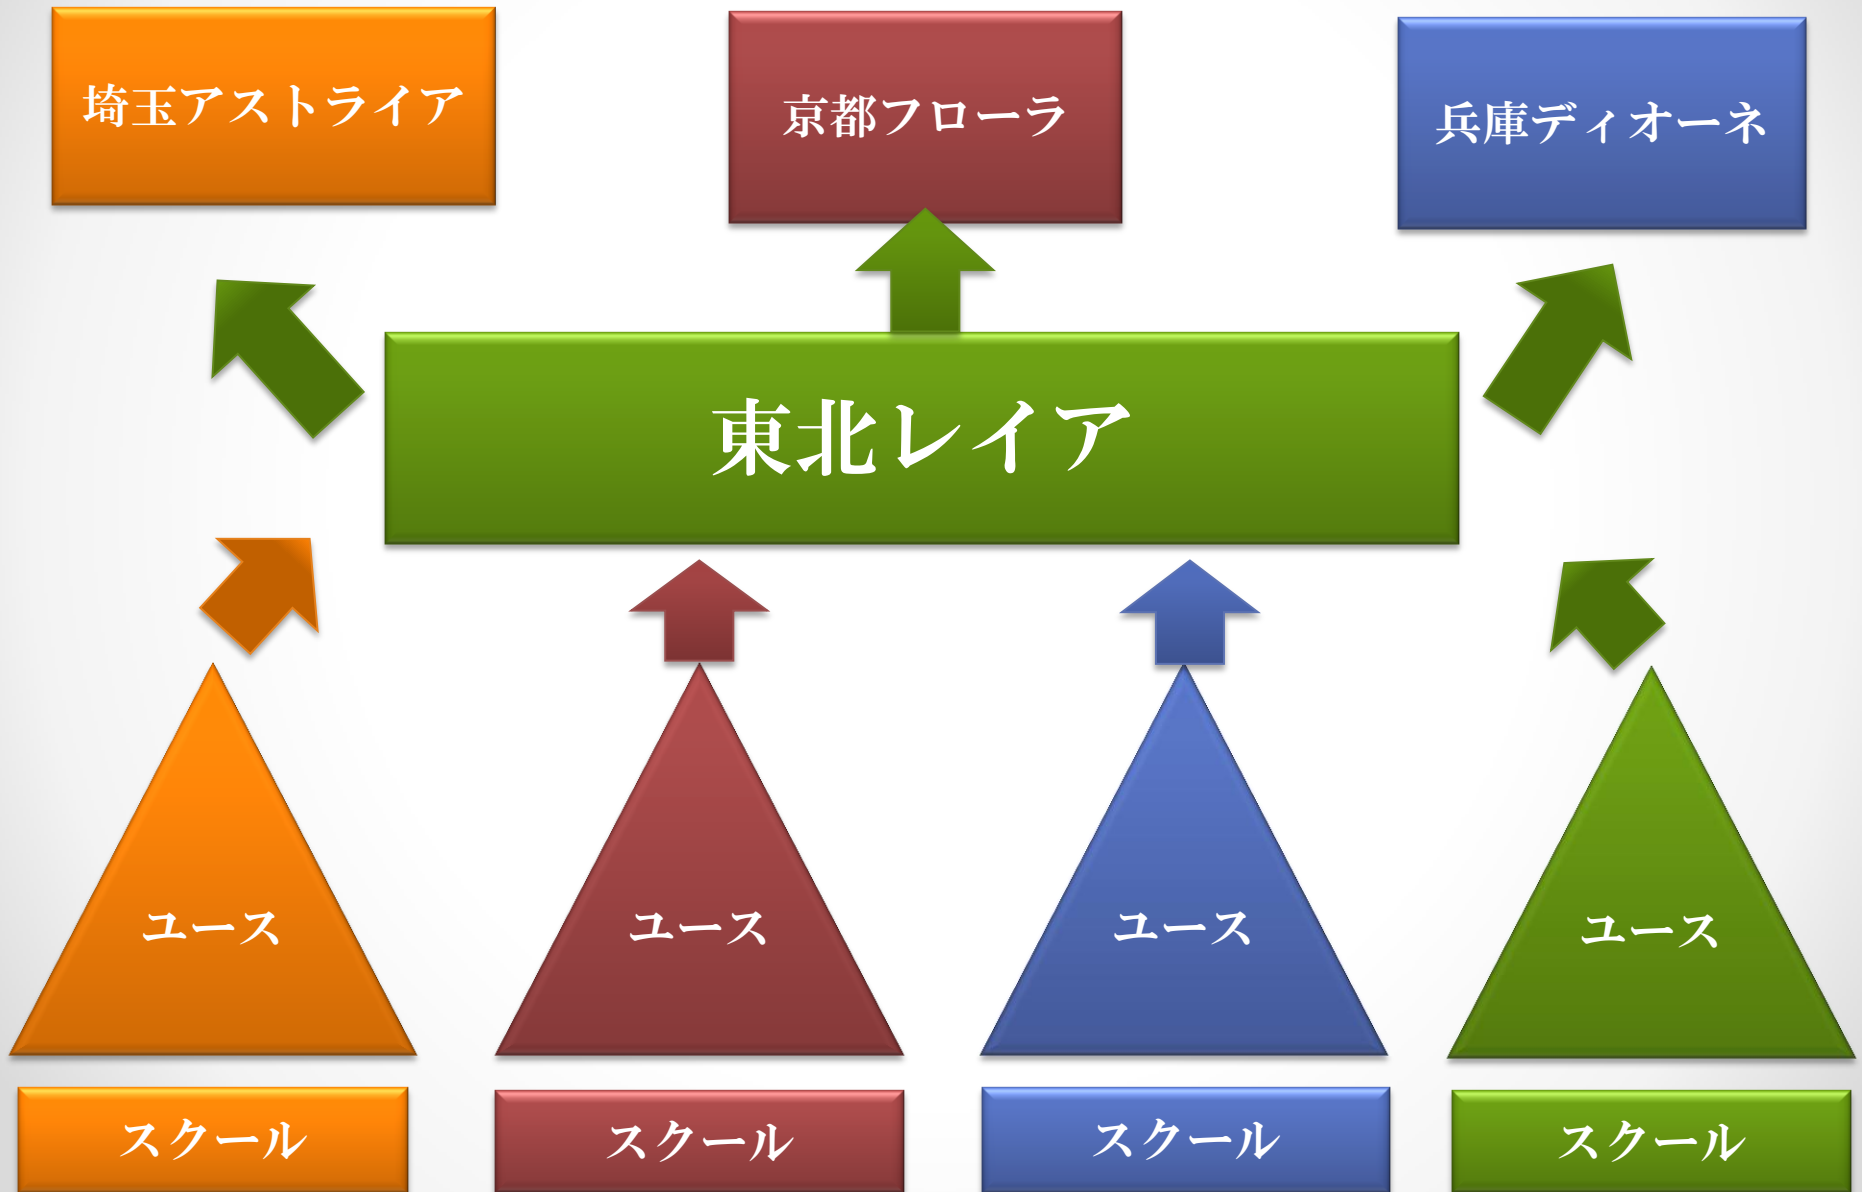 埼玉アストライア
京都フローラ
兵庫ディオーネ
東北レイア
ユース
ユース
ユース
ユース
スクール
スクール
スクール
スクール